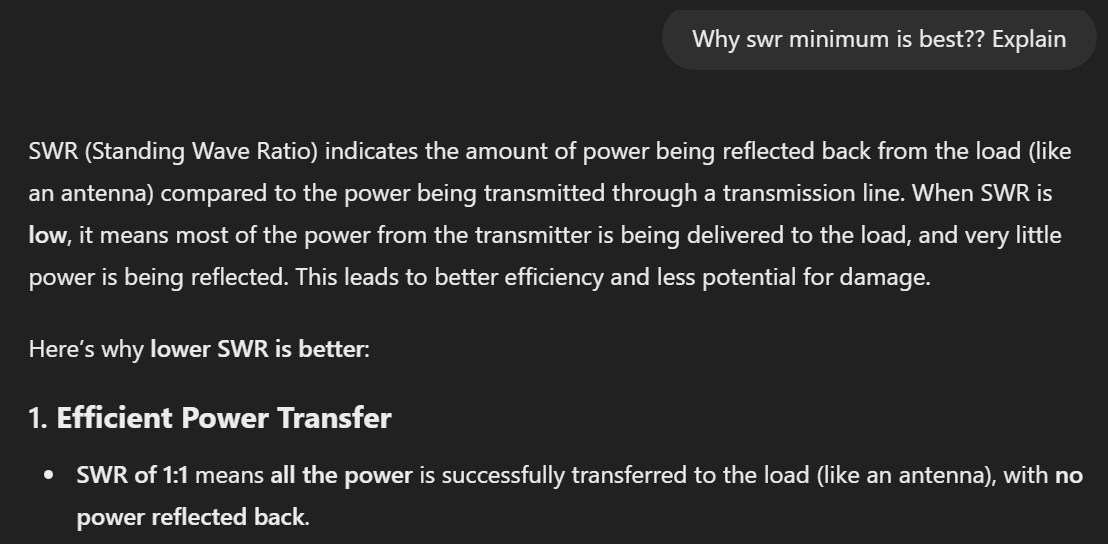 Why swr minimum is best?? Explain
SWR (Standing Wave Ratio) indicates the amount of power being reflected back from the load (like
an antenna) compared to the power being transmitted through a transmission line. When SWR is
low, it means most of the power from the transmitter is being delivered to the load, and very little
power is being reflected. This leads to better efficiency and less potential for damage.
Here’s why lower SWR is better:
1. Efficient Power Transfer
• SWR of 1:1 means all the power is successfully transferred to the load (like an antenna), with no
power reflected back.